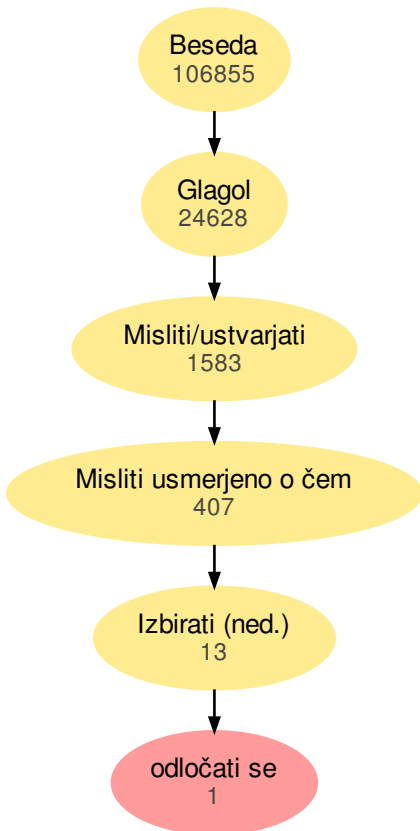 Beseda
106855
Glagol
24628
Misliti/ustvarjati
1583
Misliti usmerjeno o čem
407
Izbirati (ned.)
13
odločati se
1